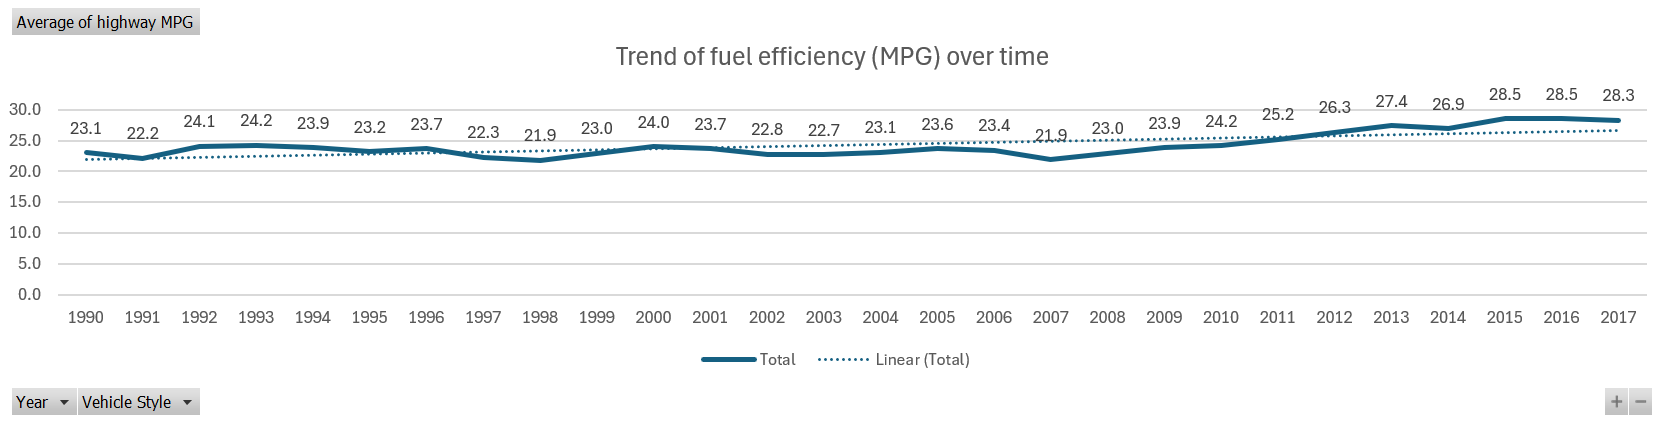 Average of highway MPG
Trend of fuel efficiency (MPG) over time
30.0
25.0
20.0
15.0
10.0
5.0
0.0
23.1 22.2 24.1 24.2 23.9 23.2 23.7 22.3 21.9 23.0 24.0 23.7 22.8 22.7 23.1 23.6 23.4 21.9 23.0 23.9 24.2 25.2 26.3 27.4 26.9 28.5 28.5 28.3
1990 1991 1992 1993 1994 1995 1996 1997 1998 1999 2000 2001 2002 2003 2004 2005 2006 2007 2008 2009 2010 2011 2012 2013 2014 2015 2016 2017
Total Linear (Total)
Year Vehicle Style + −